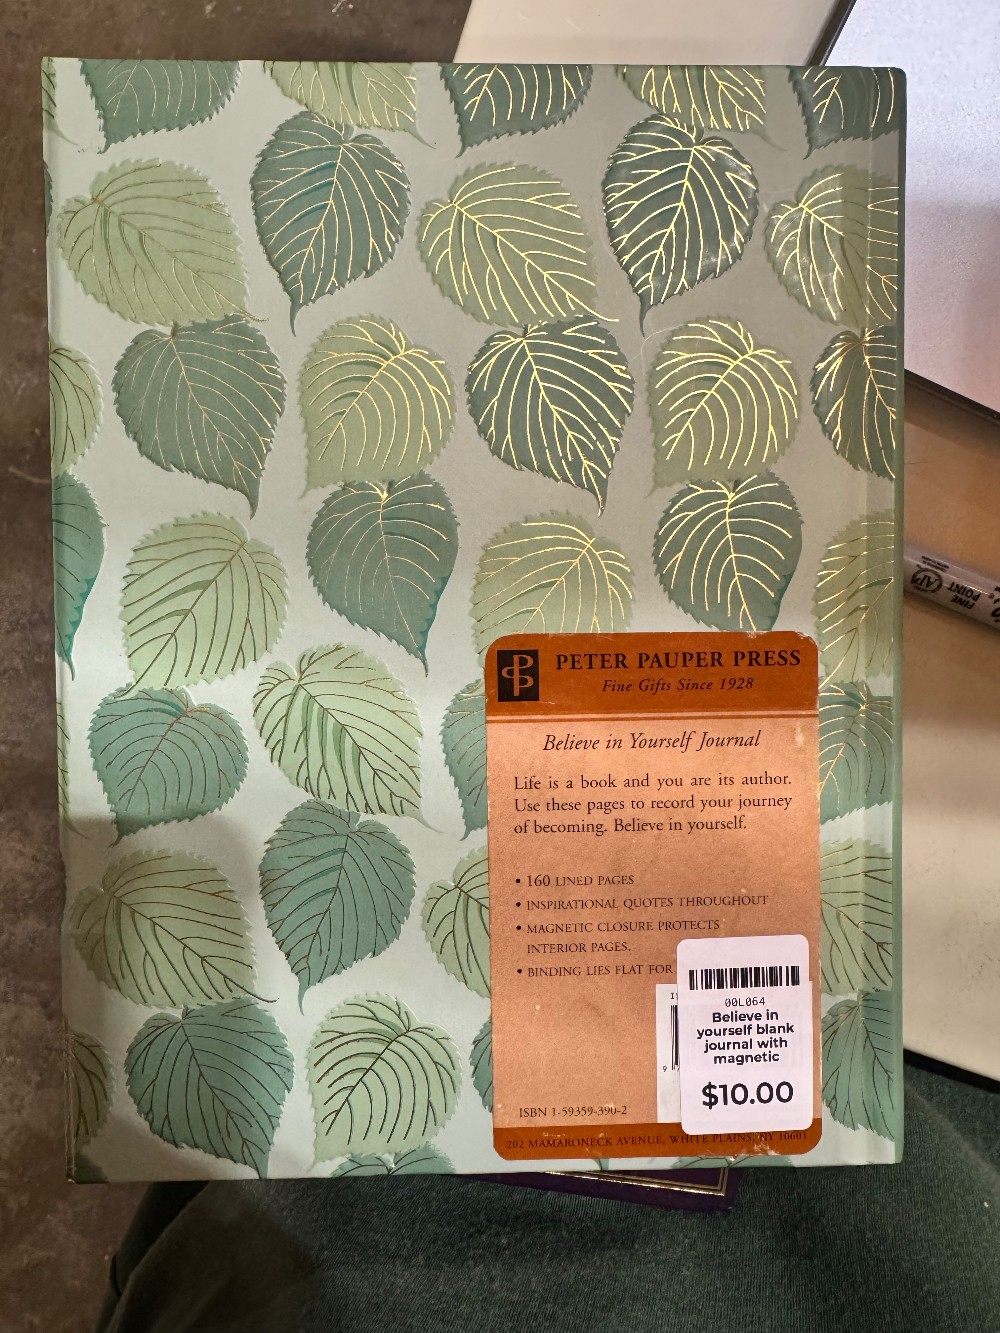 PETER PAUPER PRESS
Fine Gifts Since 1928
Believe in Yourself Journal
Life is a book and you are its author.
Use these pages to record your journey
of becoming. Believe in yourself.
• 160 LINED PAGES
• INSPIRATIONAL QUOTES THROUGHOUT
• MAGNETIC CLOSURE PROTECTS
INTERIOR PAGES.
• BINDING LIES FLAT FOR
9
00L064
Believe in
yourself blank
journal with
magnetic
$10.00
ISBN 1-59359-390-2
202 MAMARONECK AVENUE, WHITE PLAINS, NY 10601
FINE
POINT
AP